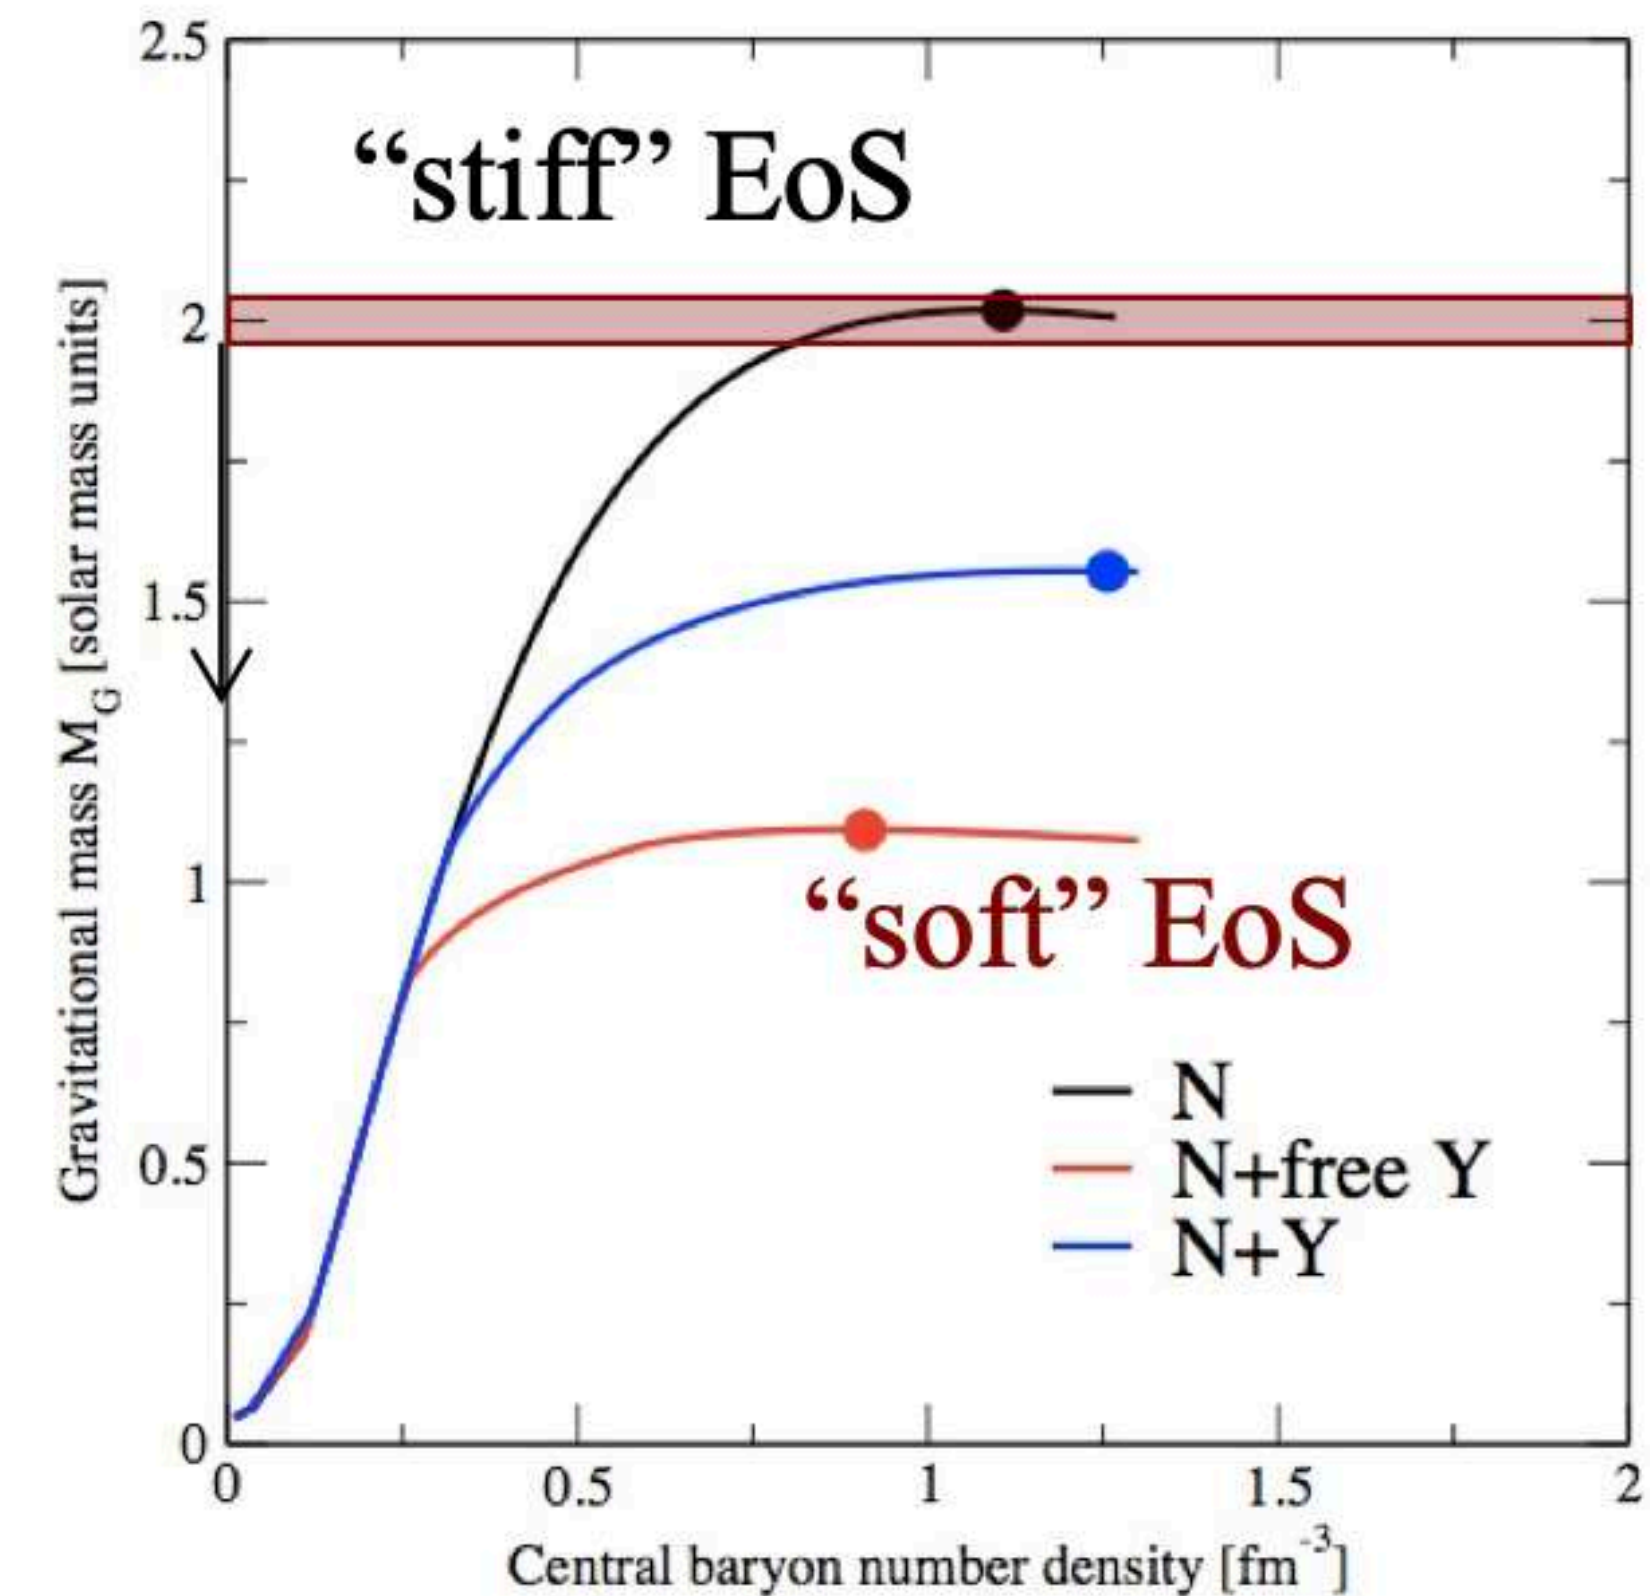 2.5
“stiff” EoS
2
1.5
1
“soft” EoS
N
N+free Y
0.5
N+Y
0
0
0.5
1
1.5
2
Central baryon number density [fm⁻³]
Gravitational mass M_G [solar mass units]